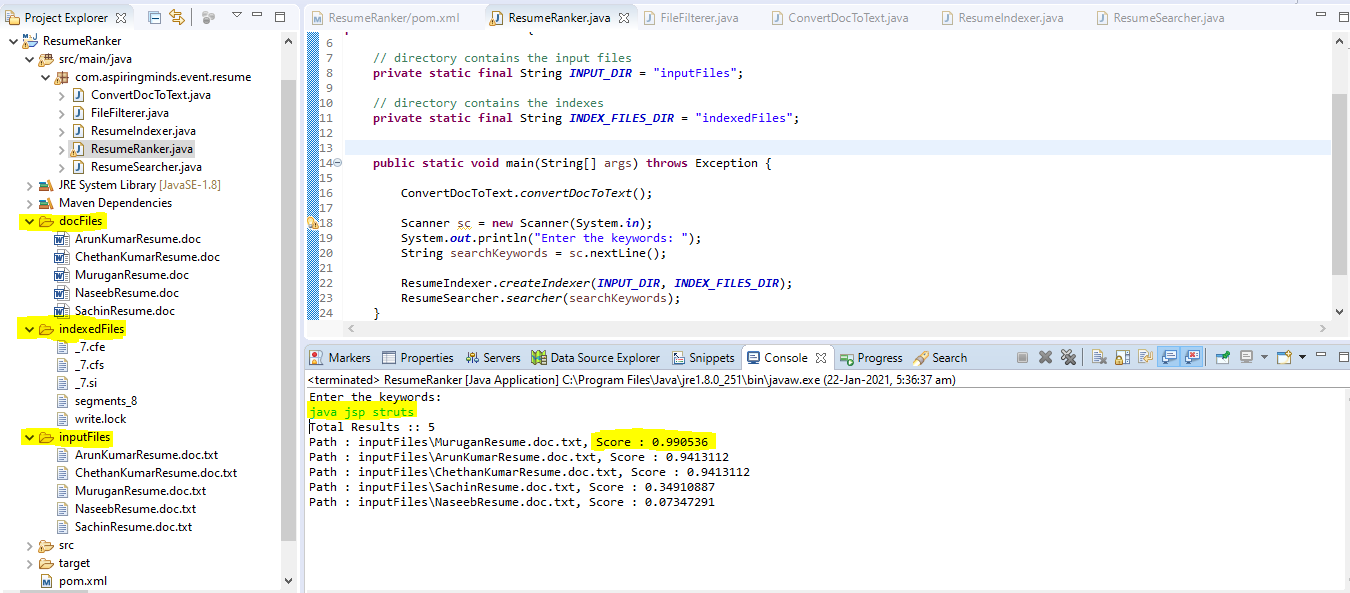 Project Explorer
ResumeRanker
src/main/java
com.aspiringminds.event.resume
ConvertDocToText.java
FileFilterer.java
ResumeIndexer.java
ResumeRanker.java
ResumeSearcher.java
JRE System Library [JavaSE-1.8]
Maven Dependencies
docFiles
ArunKumarResume.doc
ChethanKumarResume.doc
MuruganResume.doc
NaseebResume.doc
SachinResume.doc
indexedFiles
_7.cfe
_7.cfs
_7.si
segments_8
write.lock
inputFiles
ArunKumarResume.doc.txt
ChethanKumarResume.doc.txt
MuruganResume.doc.txt
NaseebResume.doc.txt
SachinResume.doc.txt
src
target
pom.xml
ResumeRanker/pom.xml ResumeRanker.java FileFilterer.java ConvertDocToText.java ResumeIndexer.java ResumeSearcher.java
6
7 // directory contains the input files
8 private static final String INPUT_DIR = "inputFiles";
9
10 // directory contains the indexes
11 private static final String INDEX_FILES_DIR = "indexedFiles";
12
13
14 public static void main(String[] args) throws Exception {
15
16 ConvertDocToText.convertDocToText();
17
18 Scanner sc = new Scanner(System.in);
19 System.out.println("Enter the keywords: ");
20 String searchKeywords = sc.nextLine();
21
22 ResumeIndexer.createIndexer(INPUT_DIR, INDEX_FILES_DIR);
23 ResumeSearcher.searcher(searchKeywords);
24 }
Markers Properties Servers Data Source Explorer Snippets Console Progress Search
<terminated> ResumeRanker [Java Application] C:\Program Files\Java\jre1.8.0_251\bin\javaw.exe (22-Jan-2021, 5:36:37 am)
Enter the keywords:
java jsp struts
Total Results :: 5
Path : inputFiles\MuruganResume.doc.txt, Score : 0.990536
Path : inputFiles\ArunKumarResume.doc.txt, Score : 0.9413112
Path : inputFiles\ChethanKumarResume.doc.txt, Score : 0.9413112
Path : inputFiles\SachinResume.doc.txt, Score : 0.34910887
Path : inputFiles\NaseebResume.doc.txt, Score : 0.07347291